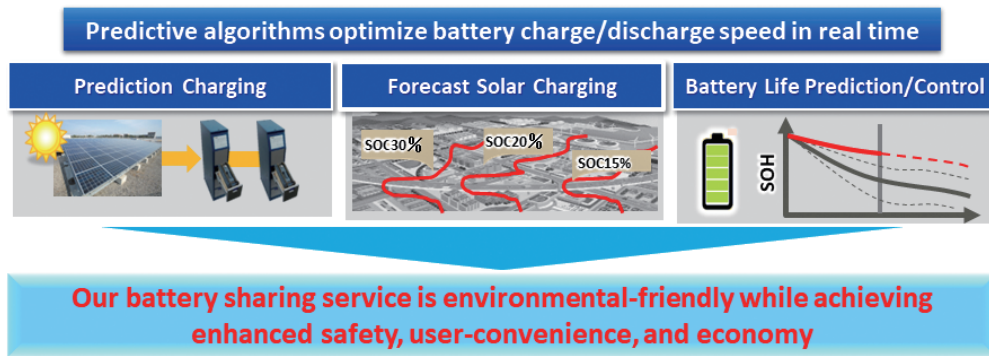 Predictive algorithms optimize battery charge/discharge speed in real time
Prediction Charging
Forecast Solar Charging
Battery Life Prediction/Control
SOC30%
SOC20%
SOC15%
SOH
Our battery sharing service is environmental-friendly while achieving
enhanced safety, user-convenience, and economy